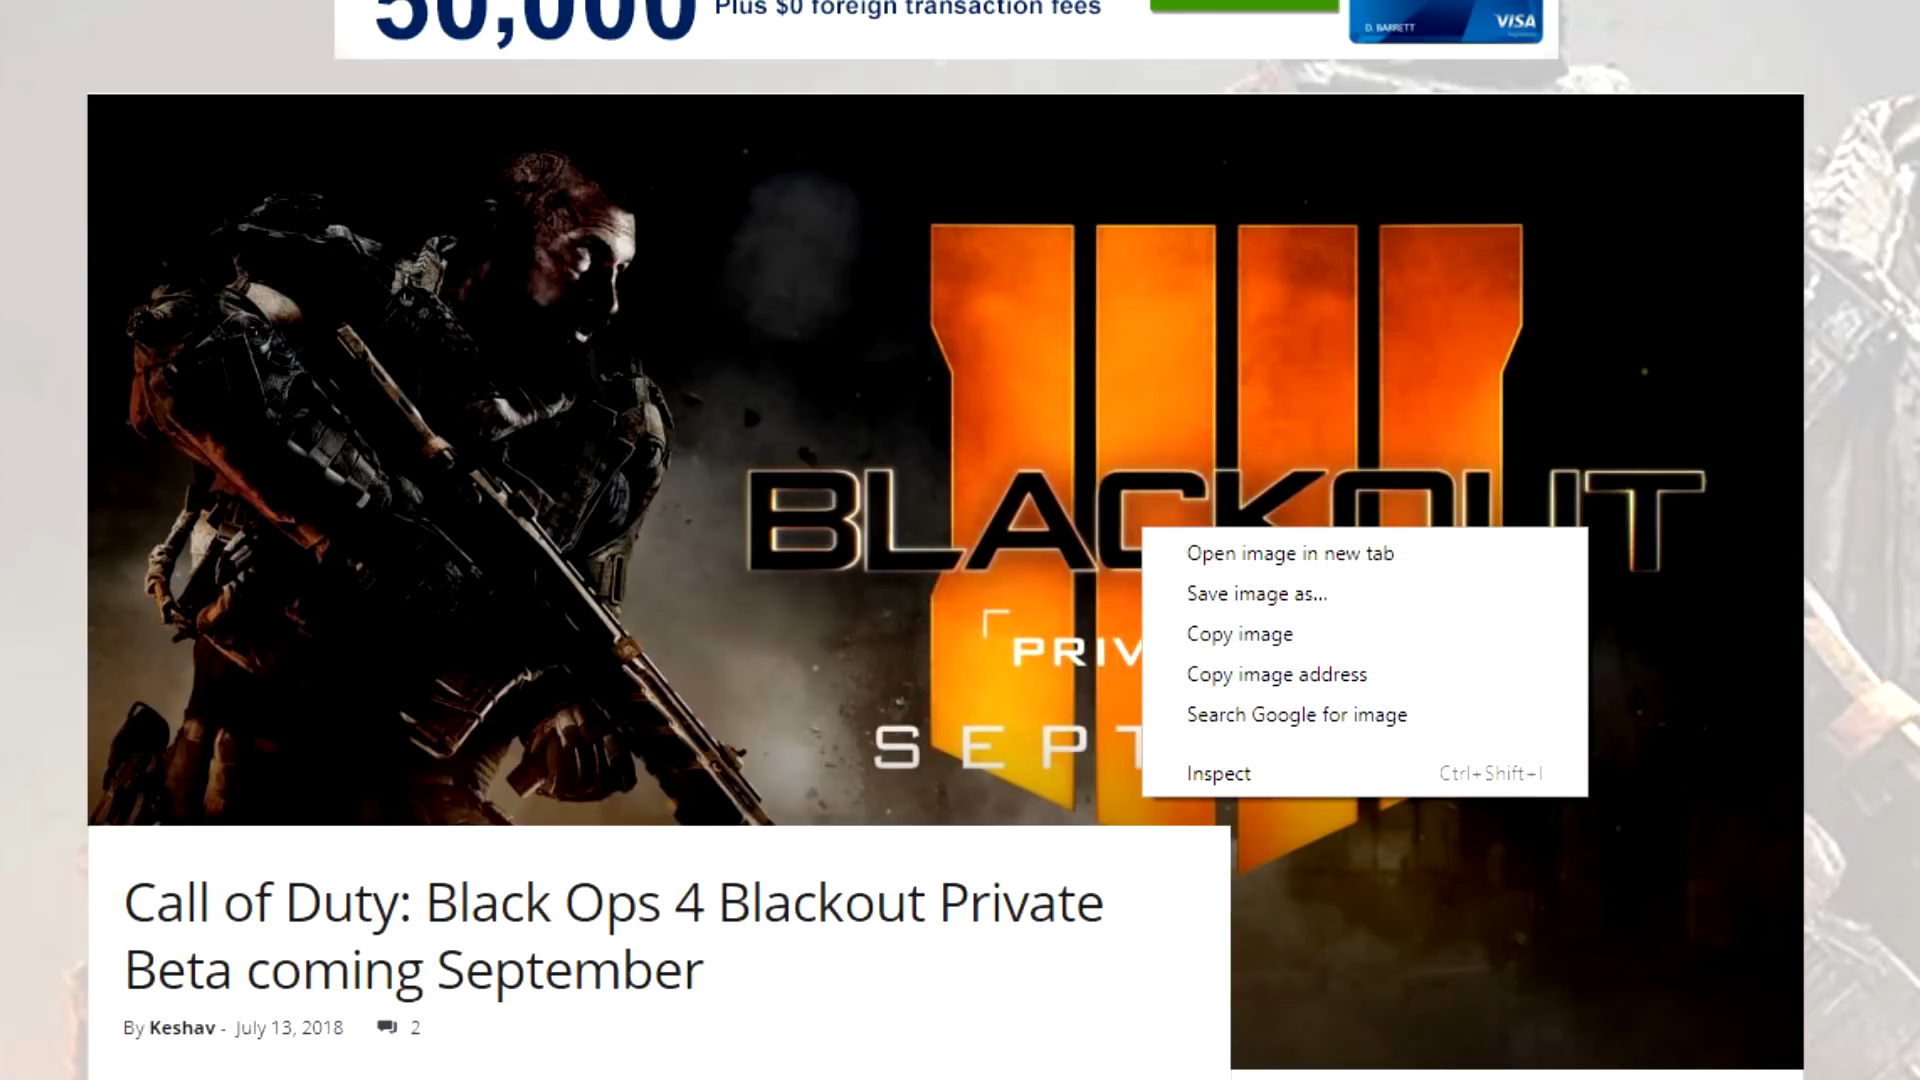 50,000
Plus $0 foreign transaction fees
D. BARRETT
VISA
BLACKOUT
PRIV
SEPT
Open image in new tab
Save image as...
Copy image
Copy image address
Search Google for image
Inspect Ctrl+Shift+I
Call of Duty: Black Ops 4 Blackout Private
Beta coming September
By Keshav - July 13, 2018 2